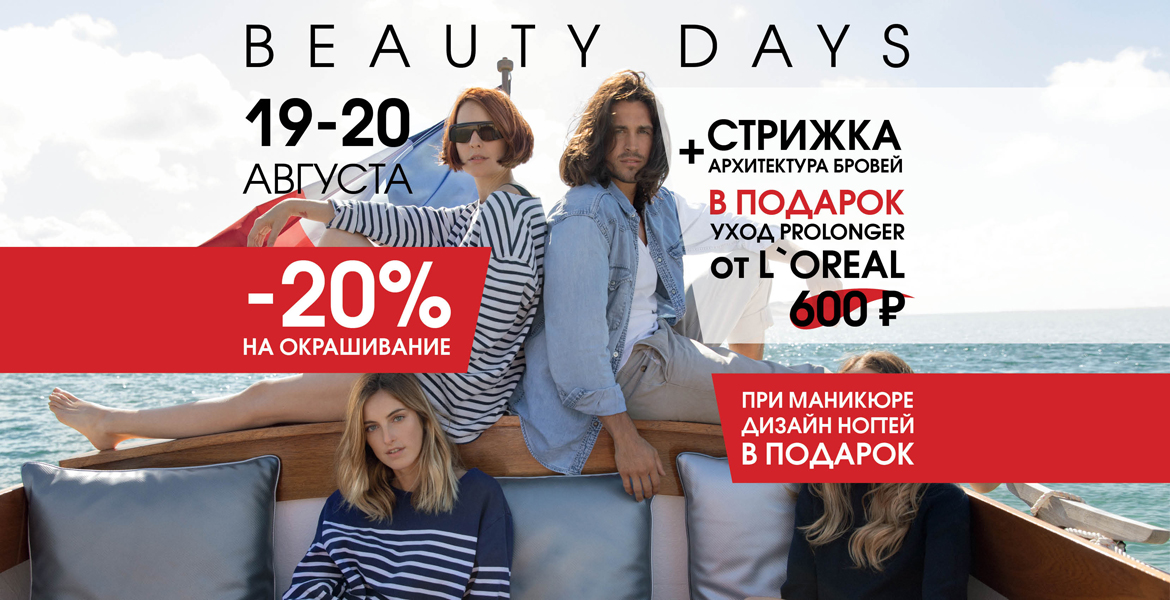 BEAUTY DAYS
19-20
АВГУСТА
-20%
НА ОКРАШИВАНИЕ
+СТРИЖКА
АРХИТЕКТУРА БРОВЕЙ
В ПОДАРОК
УХОД PROLONGER
от L`OREAL
600 ₽
ПРИ МАНИКЮРЕ
ДИЗАЙН НОГТЕЙ
В ПОДАРОК